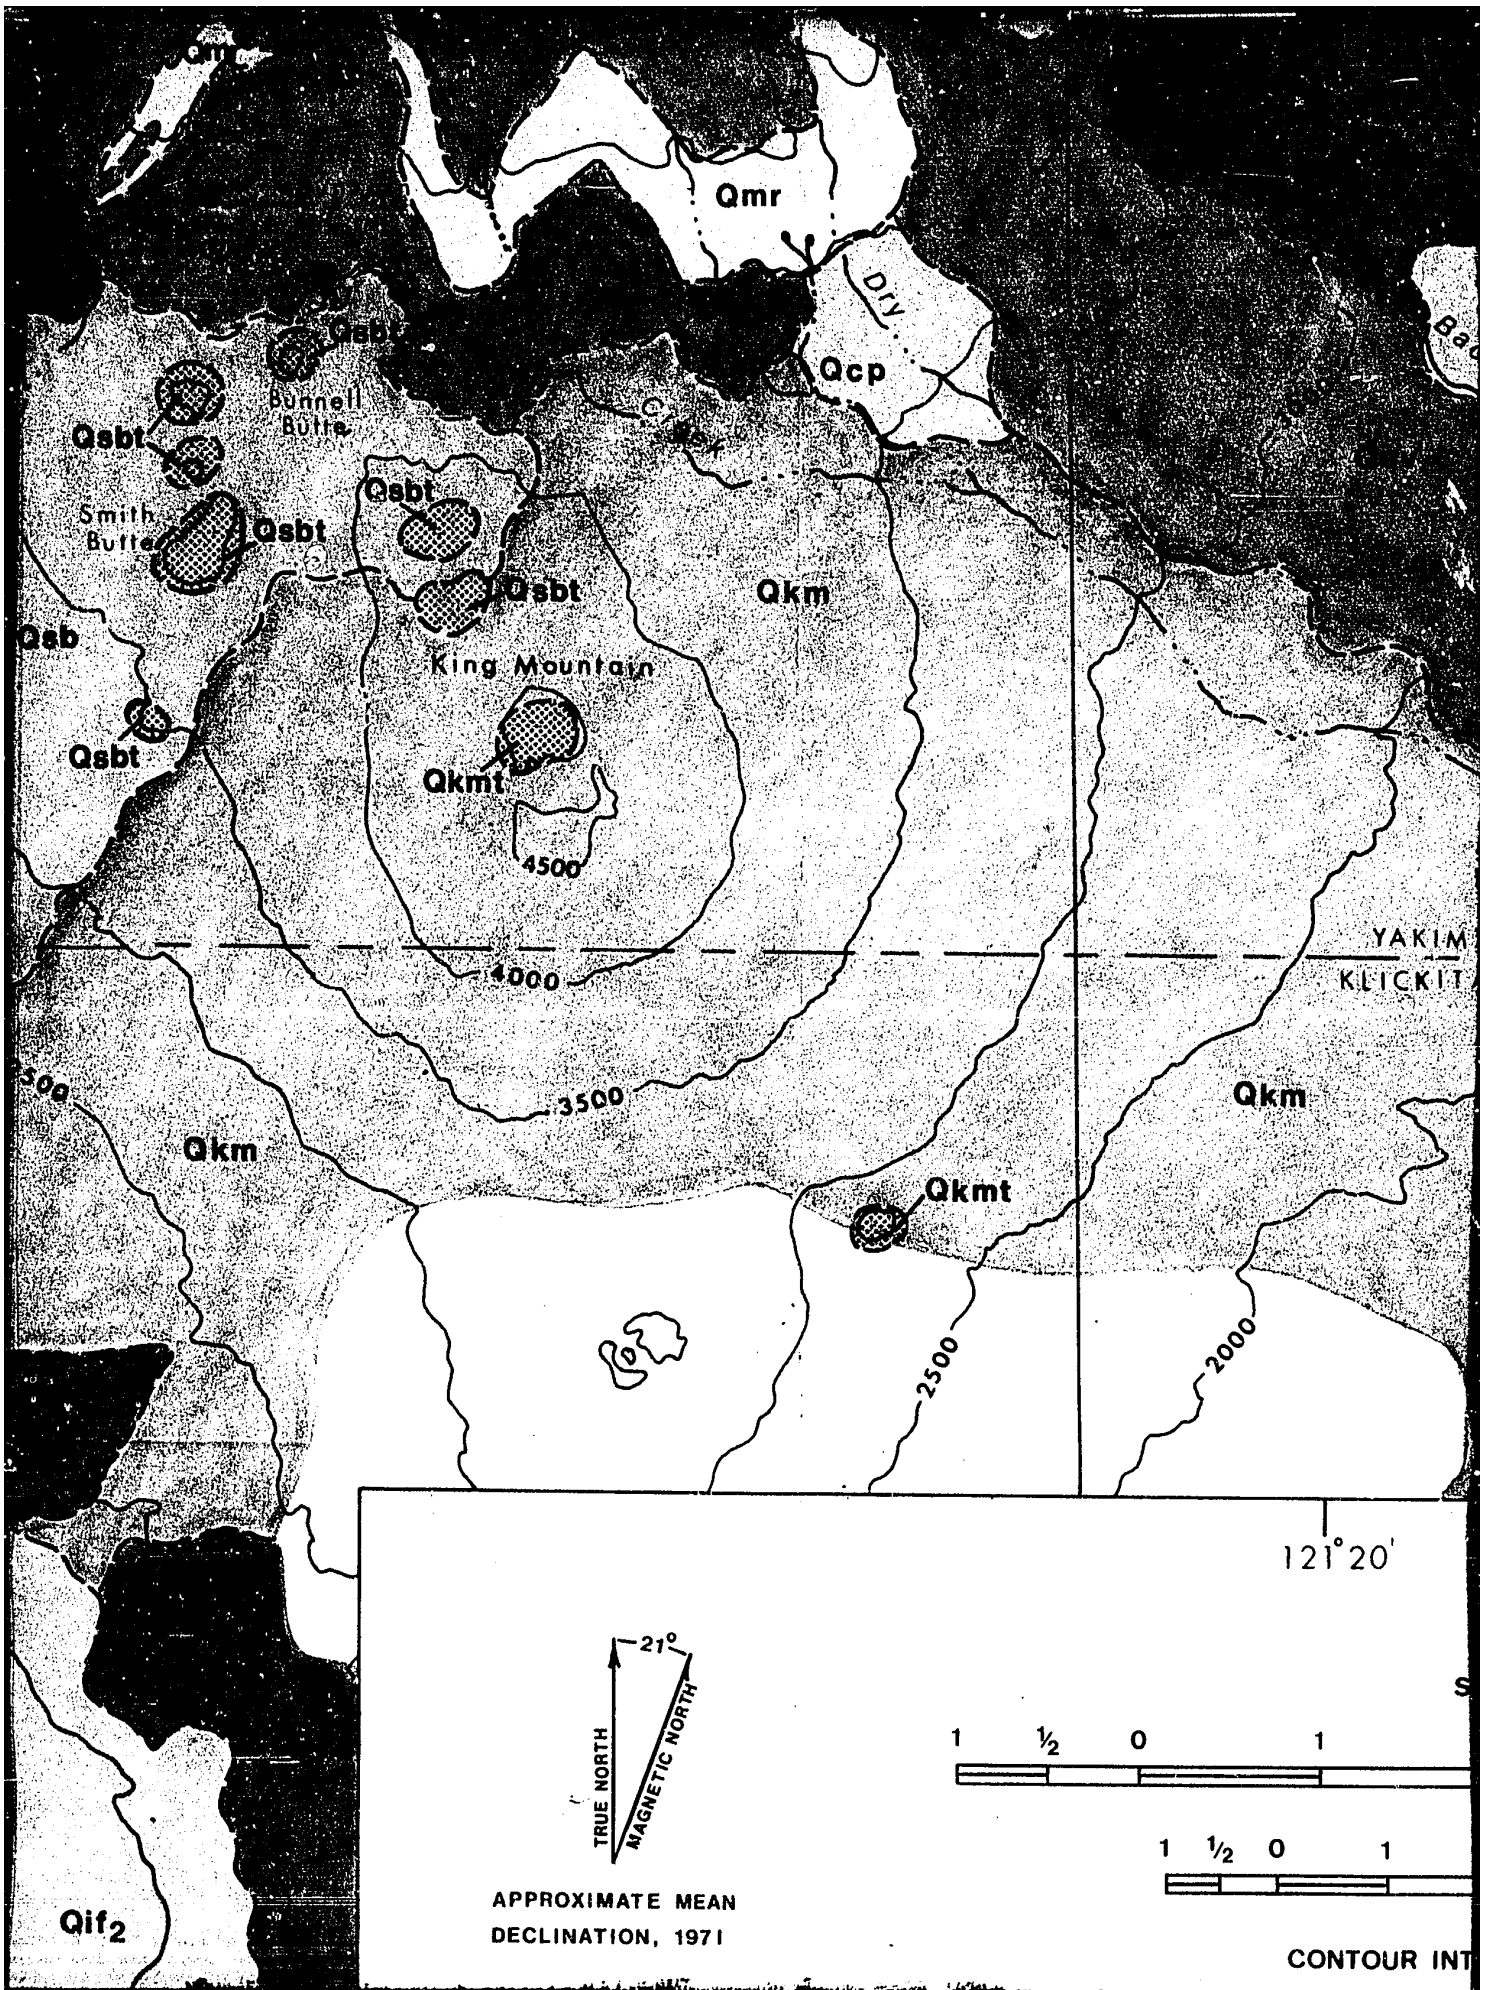 Qmr
Dry
Qsbt
Qcp
Bunnell
Butte
Creek
Qsbt
Qsbt
Smith
Butte
Qsbt
Qsbt
Qkm
Qsb
King Mountain
Qsbt
Qkmt
4500
YAKIM
KLICKIT
4000
500
3500
Qkm
Qkm
Qkmt
2500
2000
121°20'
21°
TRUE NORTH
MAGNETIC NORTH
S
1 ½ 0 1
1 ½ 0 1
APPROXIMATE MEAN
DECLINATION, 1971
Qif2
CONTOUR INT